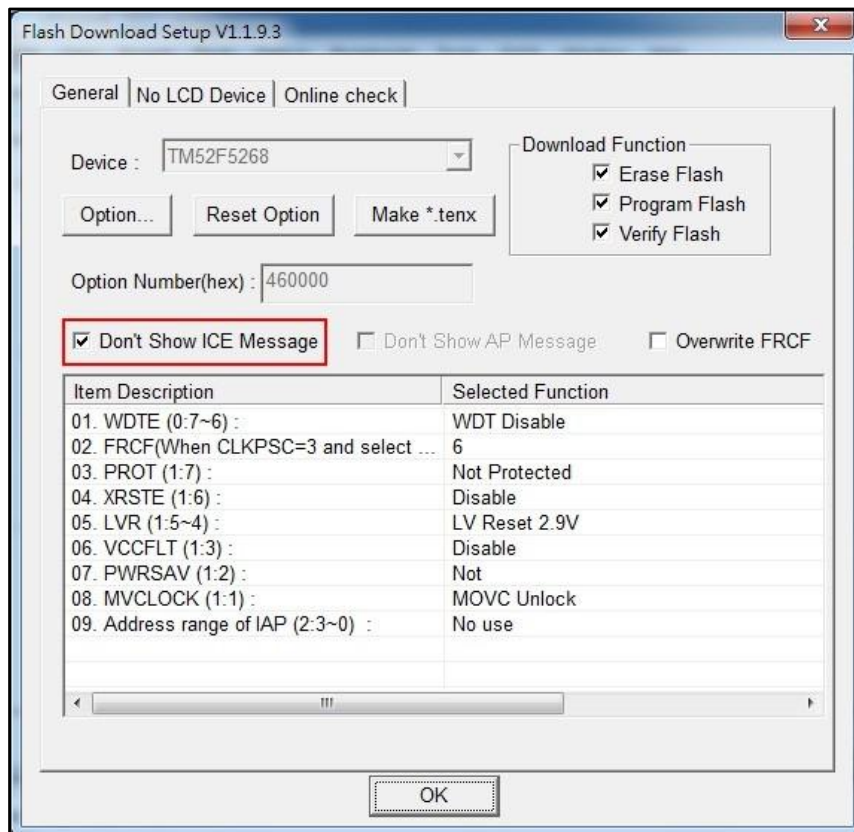 Flash Download Setup V1.1.9.3
General No LCD Device Online check
Device : TM52F5268
Download Function
Erase Flash
Program Flash
Verify Flash
Option... Reset Option Make *.tenx
Option Number(hex) : 460000
Don't Show ICE Message Don't Show AP Message Overwrite FRCF
Item Description Selected Function
01. WDTE (0:7~6) : WDT Disable
02. FRCF(When CLKPSC=3 and select ... 6
03. PROT (1:7) : Not Protected
04. XRSTE (1:6) : Disable
05. LVR (1:5~4) : LV Reset 2.9V
06. VCCFLT (1:3) : Disable
07. PWRSAV (1:2) : Not
08. MVCLOCK (1:1) : MOVC Unlock
09. Address range of IAP (2:3~0) : No use
OK